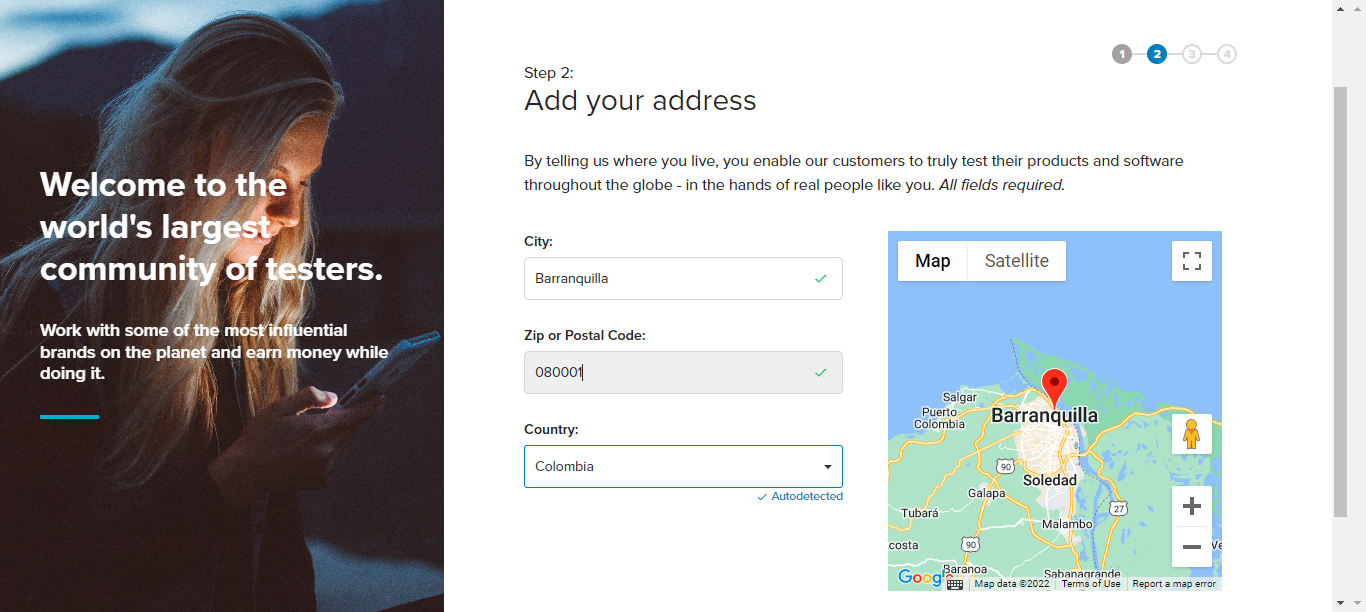 Welcome to the
world's largest
community of testers.
Work with some of the most influential
brands on the planet and earn money while
doing it.
1
2
3
4
Step 2:
Add your address
By telling us where you live, you enable our customers to truly test their products and software
throughout the globe - in the hands of real people like you. All fields required.
City:
Barranquilla
Zip or Postal Code:
080001
Country:
Colombia
Autodetected
Map
Satellite
Salgar
Puerto
Colombia
Barranquilla
90
Soledad
Galapa
27
Tubará
Malambo
costa
90
Ve
Baranoa
Sabanagrande
Google
Map data ©2022
Terms of Use
Report a map error